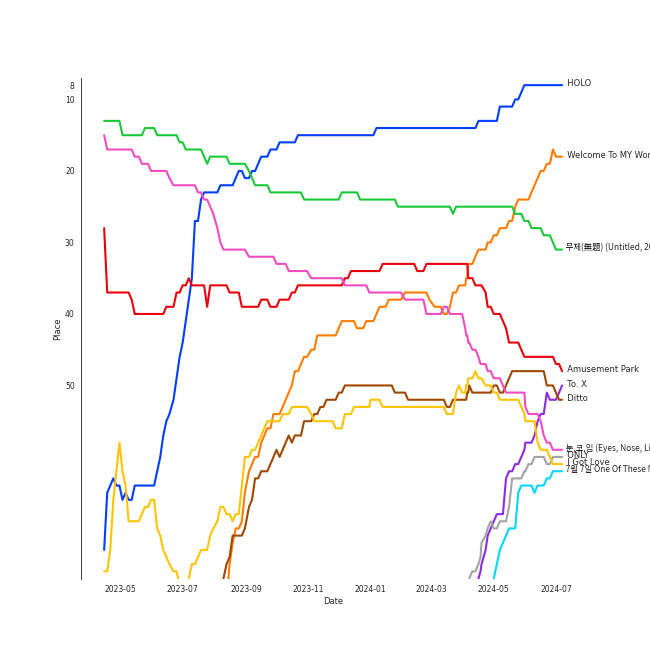 8
10
20
30
40
50
Place
HOLO
Welcome To MY Wor
무제(無題) (Untitled, 20
Amusement Park
To. X
Ditto
눈,코,입 (Eyes, Nose, Li
ONLY
I Got Love
7월 7일 One Of These N
2023-05
2023-07
2023-09
2023-11
2024-01
2024-03
2024-05
2024-07
Date